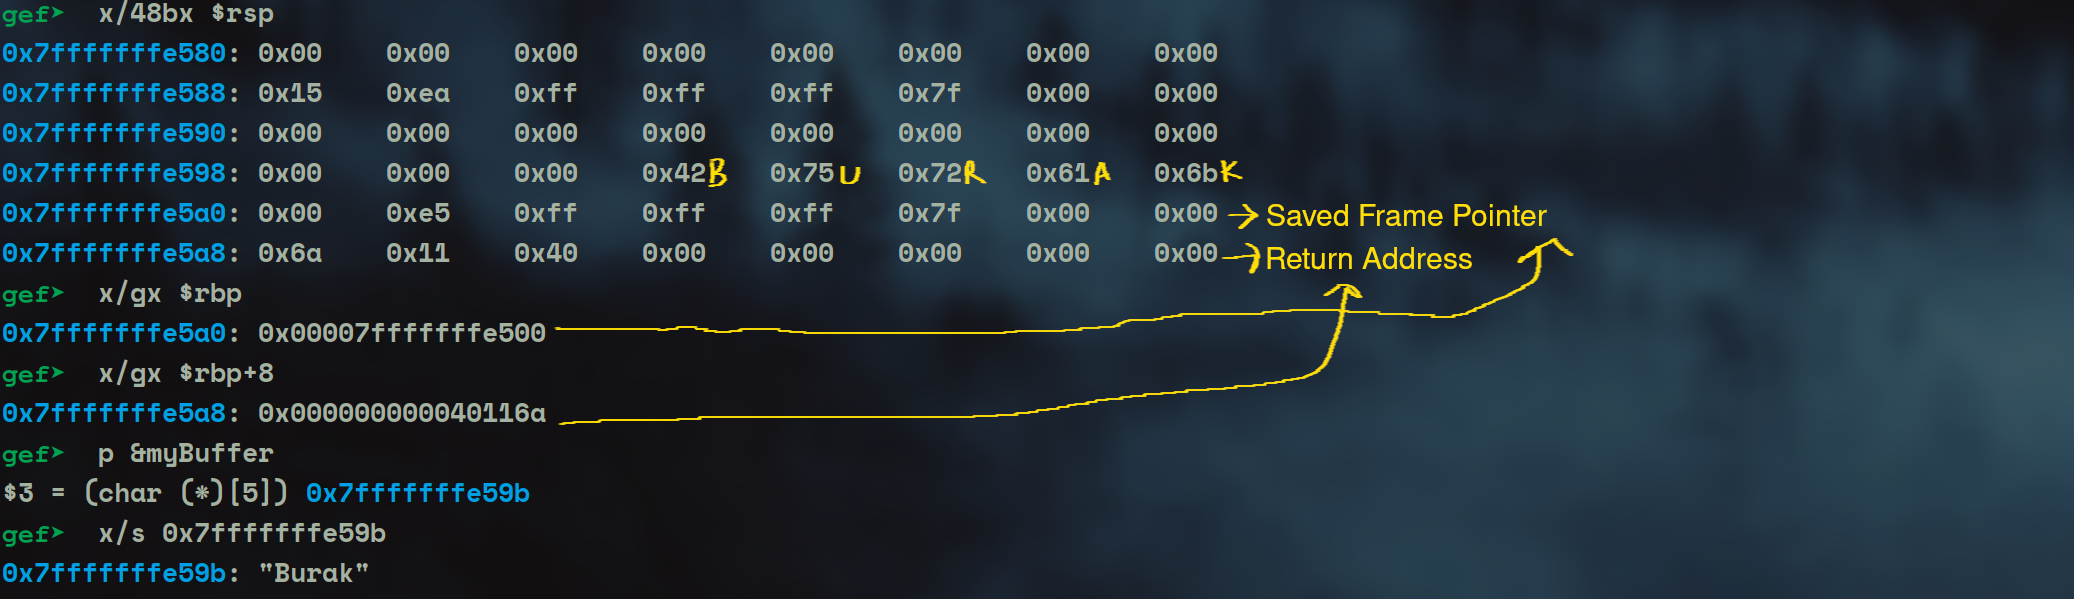 gef➤ x/48bx $rsp
0x7fffffffe580: 0x00 0x00 0x00 0x00 0x00 0x00 0x00 0x00
0x7fffffffe588: 0x15 0xea 0xff 0xff 0xff 0x7f 0x00 0x00
0x7fffffffe590: 0x00 0x00 0x00 0x00 0x00 0x00 0x00 0x00
0x7fffffffe598: 0x00 0x00 0x00 0x42 B 0x75 U 0x72 R 0x61 A 0x6b K
0x7fffffffe5a0: 0x00 0xe5 0xff 0xff 0xff 0x7f 0x00 0x00 → Saved Frame Pointer
0x7fffffffe5a8: 0x6a 0x11 0x40 0x00 0x00 0x00 0x00 0x00 → Return Address
gef➤ x/gx $rbp
0x7fffffffe5a0: 0x00007fffffffe500
gef➤ x/gx $rbp+8
0x7fffffffe5a8: 0x000000000040116a
gef➤ p &myBuffer
$3 = (char (*)[5]) 0x7fffffffe59b
gef➤ x/s 0x7fffffffe59b
0x7fffffffe59b: "Burak"